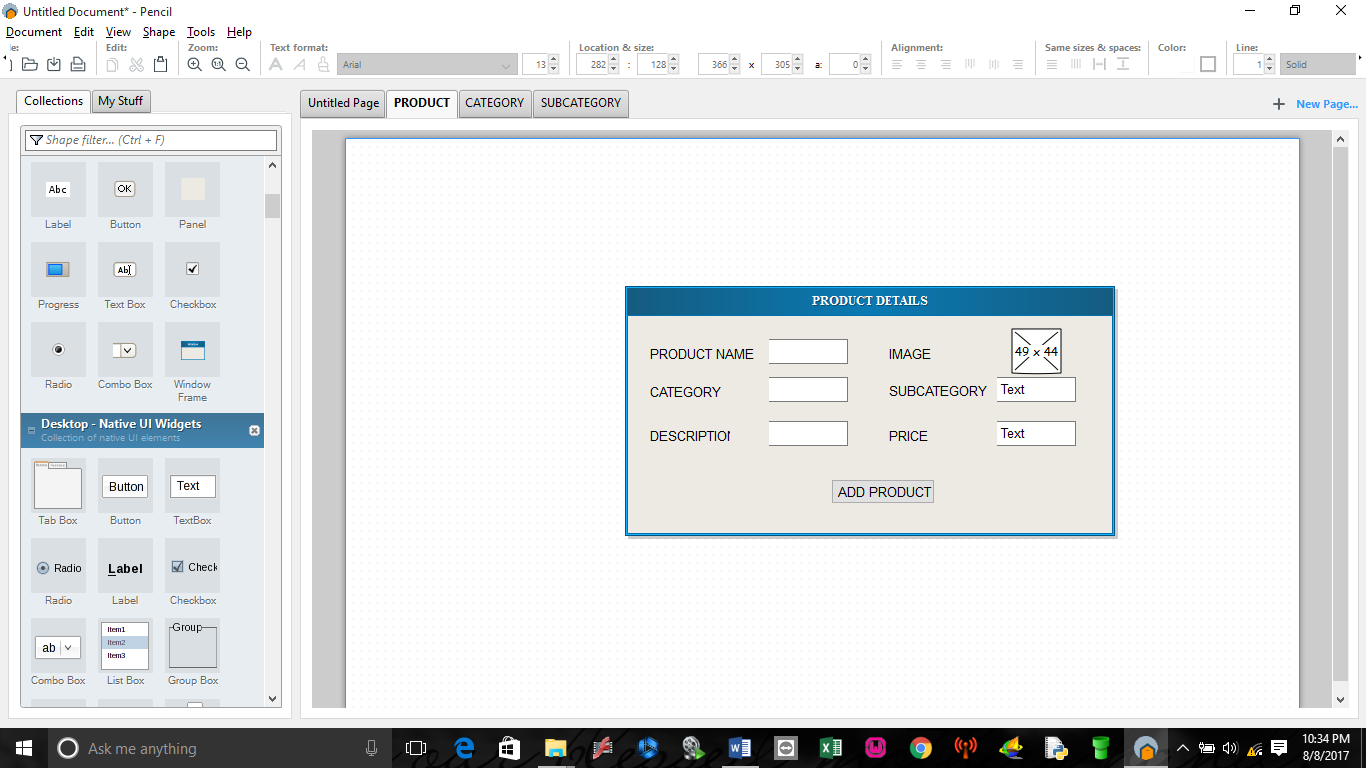 Untitled Document* - Pencil
Document Edit View Shape Tools Help
Edit: Zoom: Text format: Location & size: Alignment: Same sizes & spaces: Color: Line:
Arial 13 282 : 128 366 x 305 a: 0 1 Solid
Collections My Stuff
Untitled Page PRODUCT CATEGORY SUBCATEGORY
New Page...
Shape filter... (Ctrl + F)
Abc OK
Label Button Panel
Ab
Progress Text Box Checkbox
Radio Combo Box Window Frame
Desktop - Native UI Widgets
Collection of native UI elements
Button Text
Tab Box Button TextBox
Radio Label Check
Radio Label Checkbox
ab Item1 Item2 Item3 Group
Combo Box List Box Group Box
PRODUCT DETAILS
PRODUCT NAME IMAGE 49 x 44
CATEGORY SUBCATEGORY Text
DESCRIPTION PRICE Text
ADD PRODUCT
Ask me anything
10:34 PM
8/8/2017